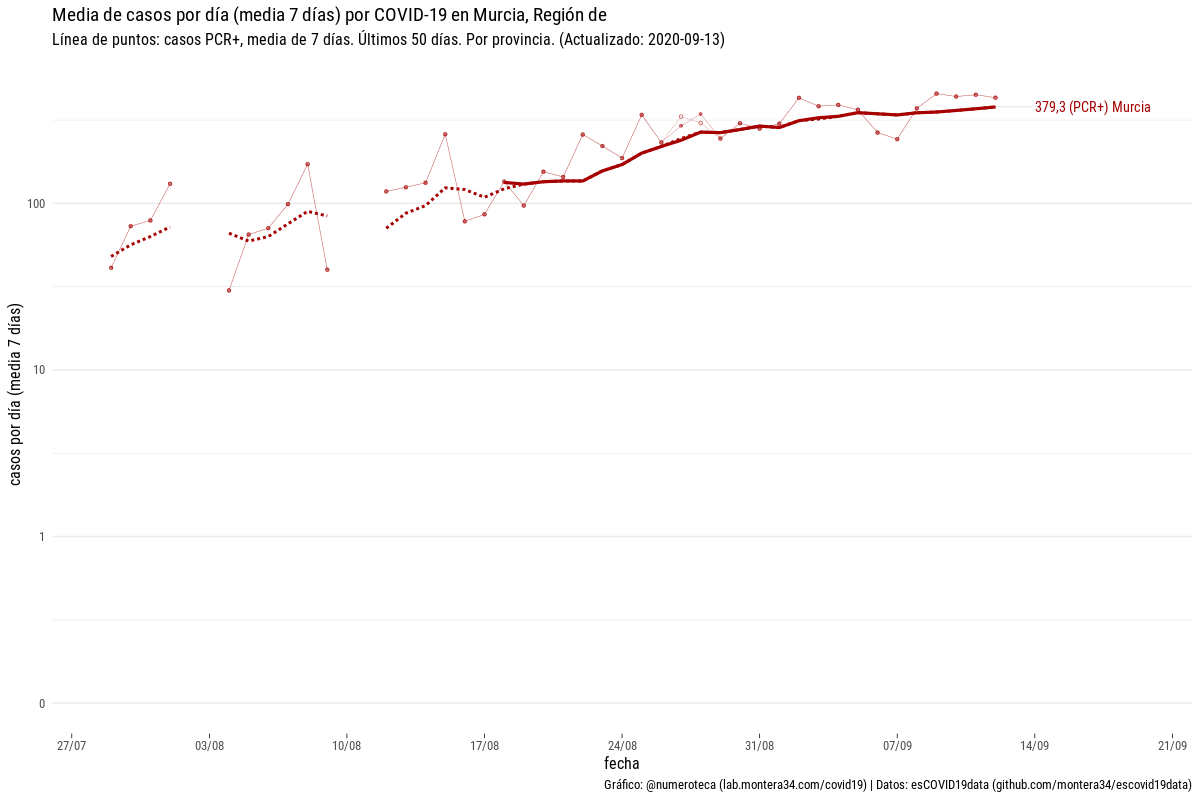 Media de casos por día (media 7 días) por COVID-19 en Murcia, Región de
Línea de puntos: casos PCR+, media de 7 días. Últimos 50 días. Por provincia. (Actualizado: 2020-09-13)
379,3 (PCR+) Murcia
100
10
1
0
casos por día (media 7 días)
27/07 03/08 10/08 17/08 24/08 31/08 07/09 14/09 21/09
fecha
Gráfico: @numeroteca (lab.montera34.com/covid19) | Datos: esCOVID19data (github.com/montera34/escovid19data)